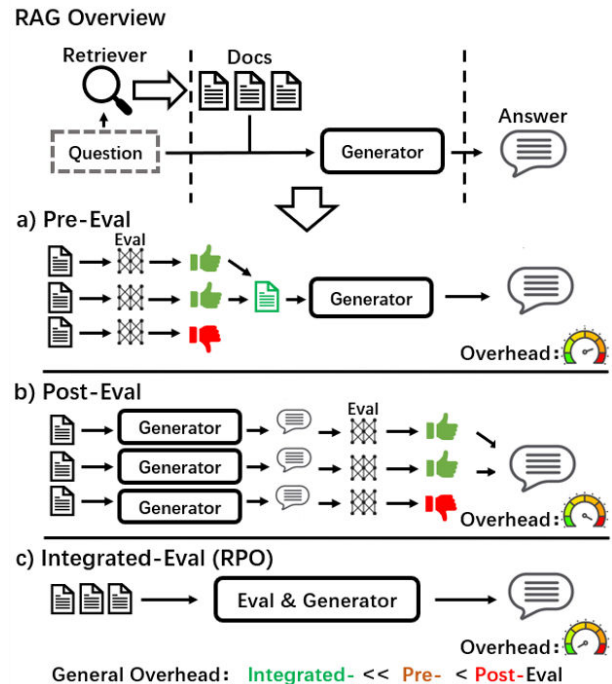 RAG Overview
Retriever
Docs
Answer
Question
Generator
a) Pre-Eval
Eval
Generator
Overhead:
b) Post-Eval
Eval
Generator
Generator
Generator
Overhead:
c) Integrated-Eval (RPO)
Eval & Generator
Overhead:
General Overhead: Integrated- << Pre- < Post-Eval